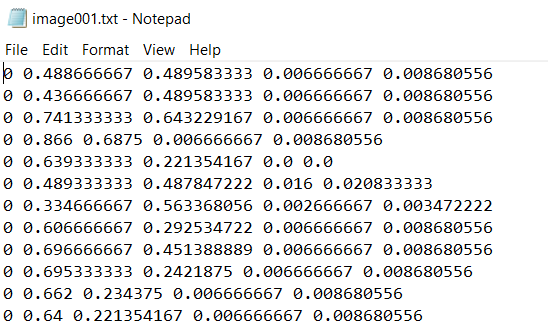 image001.txt - Notepad
File Edit Format View Help
0 0.488666667 0.489583333 0.006666667 0.008680556
0 0.436666667 0.489583333 0.006666667 0.008680556
0 0.741333333 0.643229167 0.006666667 0.008680556
0 0.866 0.6875 0.006666667 0.008680556
0 0.639333333 0.221354167 0.0 0.0
0 0.489333333 0.487847222 0.016 0.020833333
0 0.334666667 0.563368056 0.002666667 0.003472222
0 0.606666667 0.292534722 0.006666667 0.008680556
0 0.696666667 0.451388889 0.006666667 0.008680556
0 0.695333333 0.2421875 0.006666667 0.008680556
0 0.662 0.234375 0.006666667 0.008680556
0 0.64 0.221354167 0.006666667 0.008680556